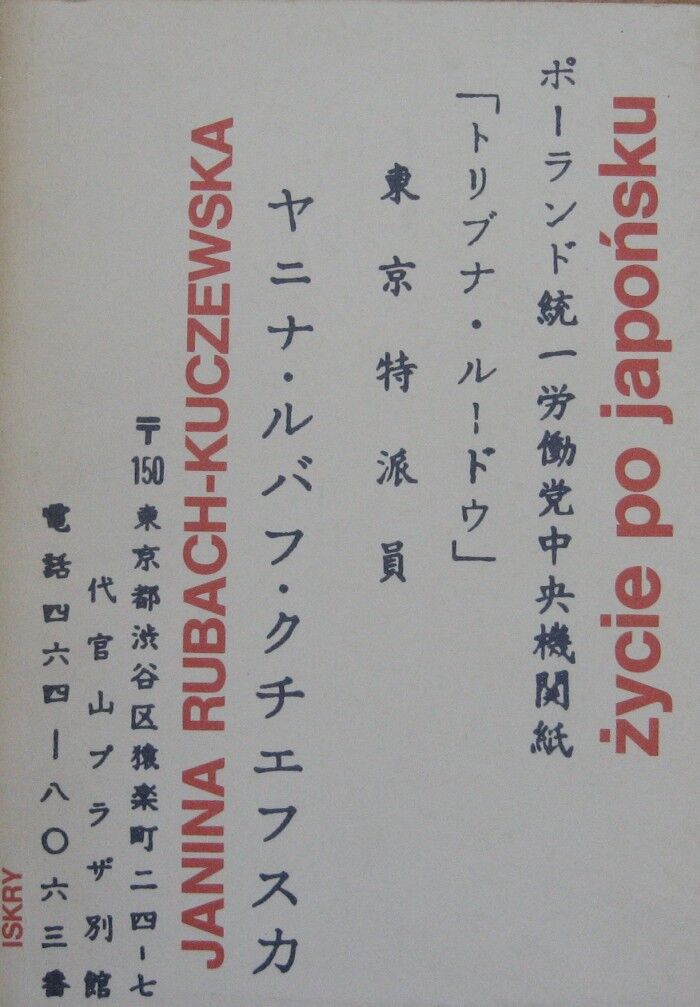 życie po japońsku
ポーランド統一労働党中央機関紙
「トリブナ・ルードウ」
東京特派員
ヤニナ・ルバフ・クチエフスカ
JANINA RUBACH-KUCZEWSKA
〒150 東京都渋谷区猿楽町二四-七
代官山プラザ別館
電話四六四-八〇六三番
ISKRY